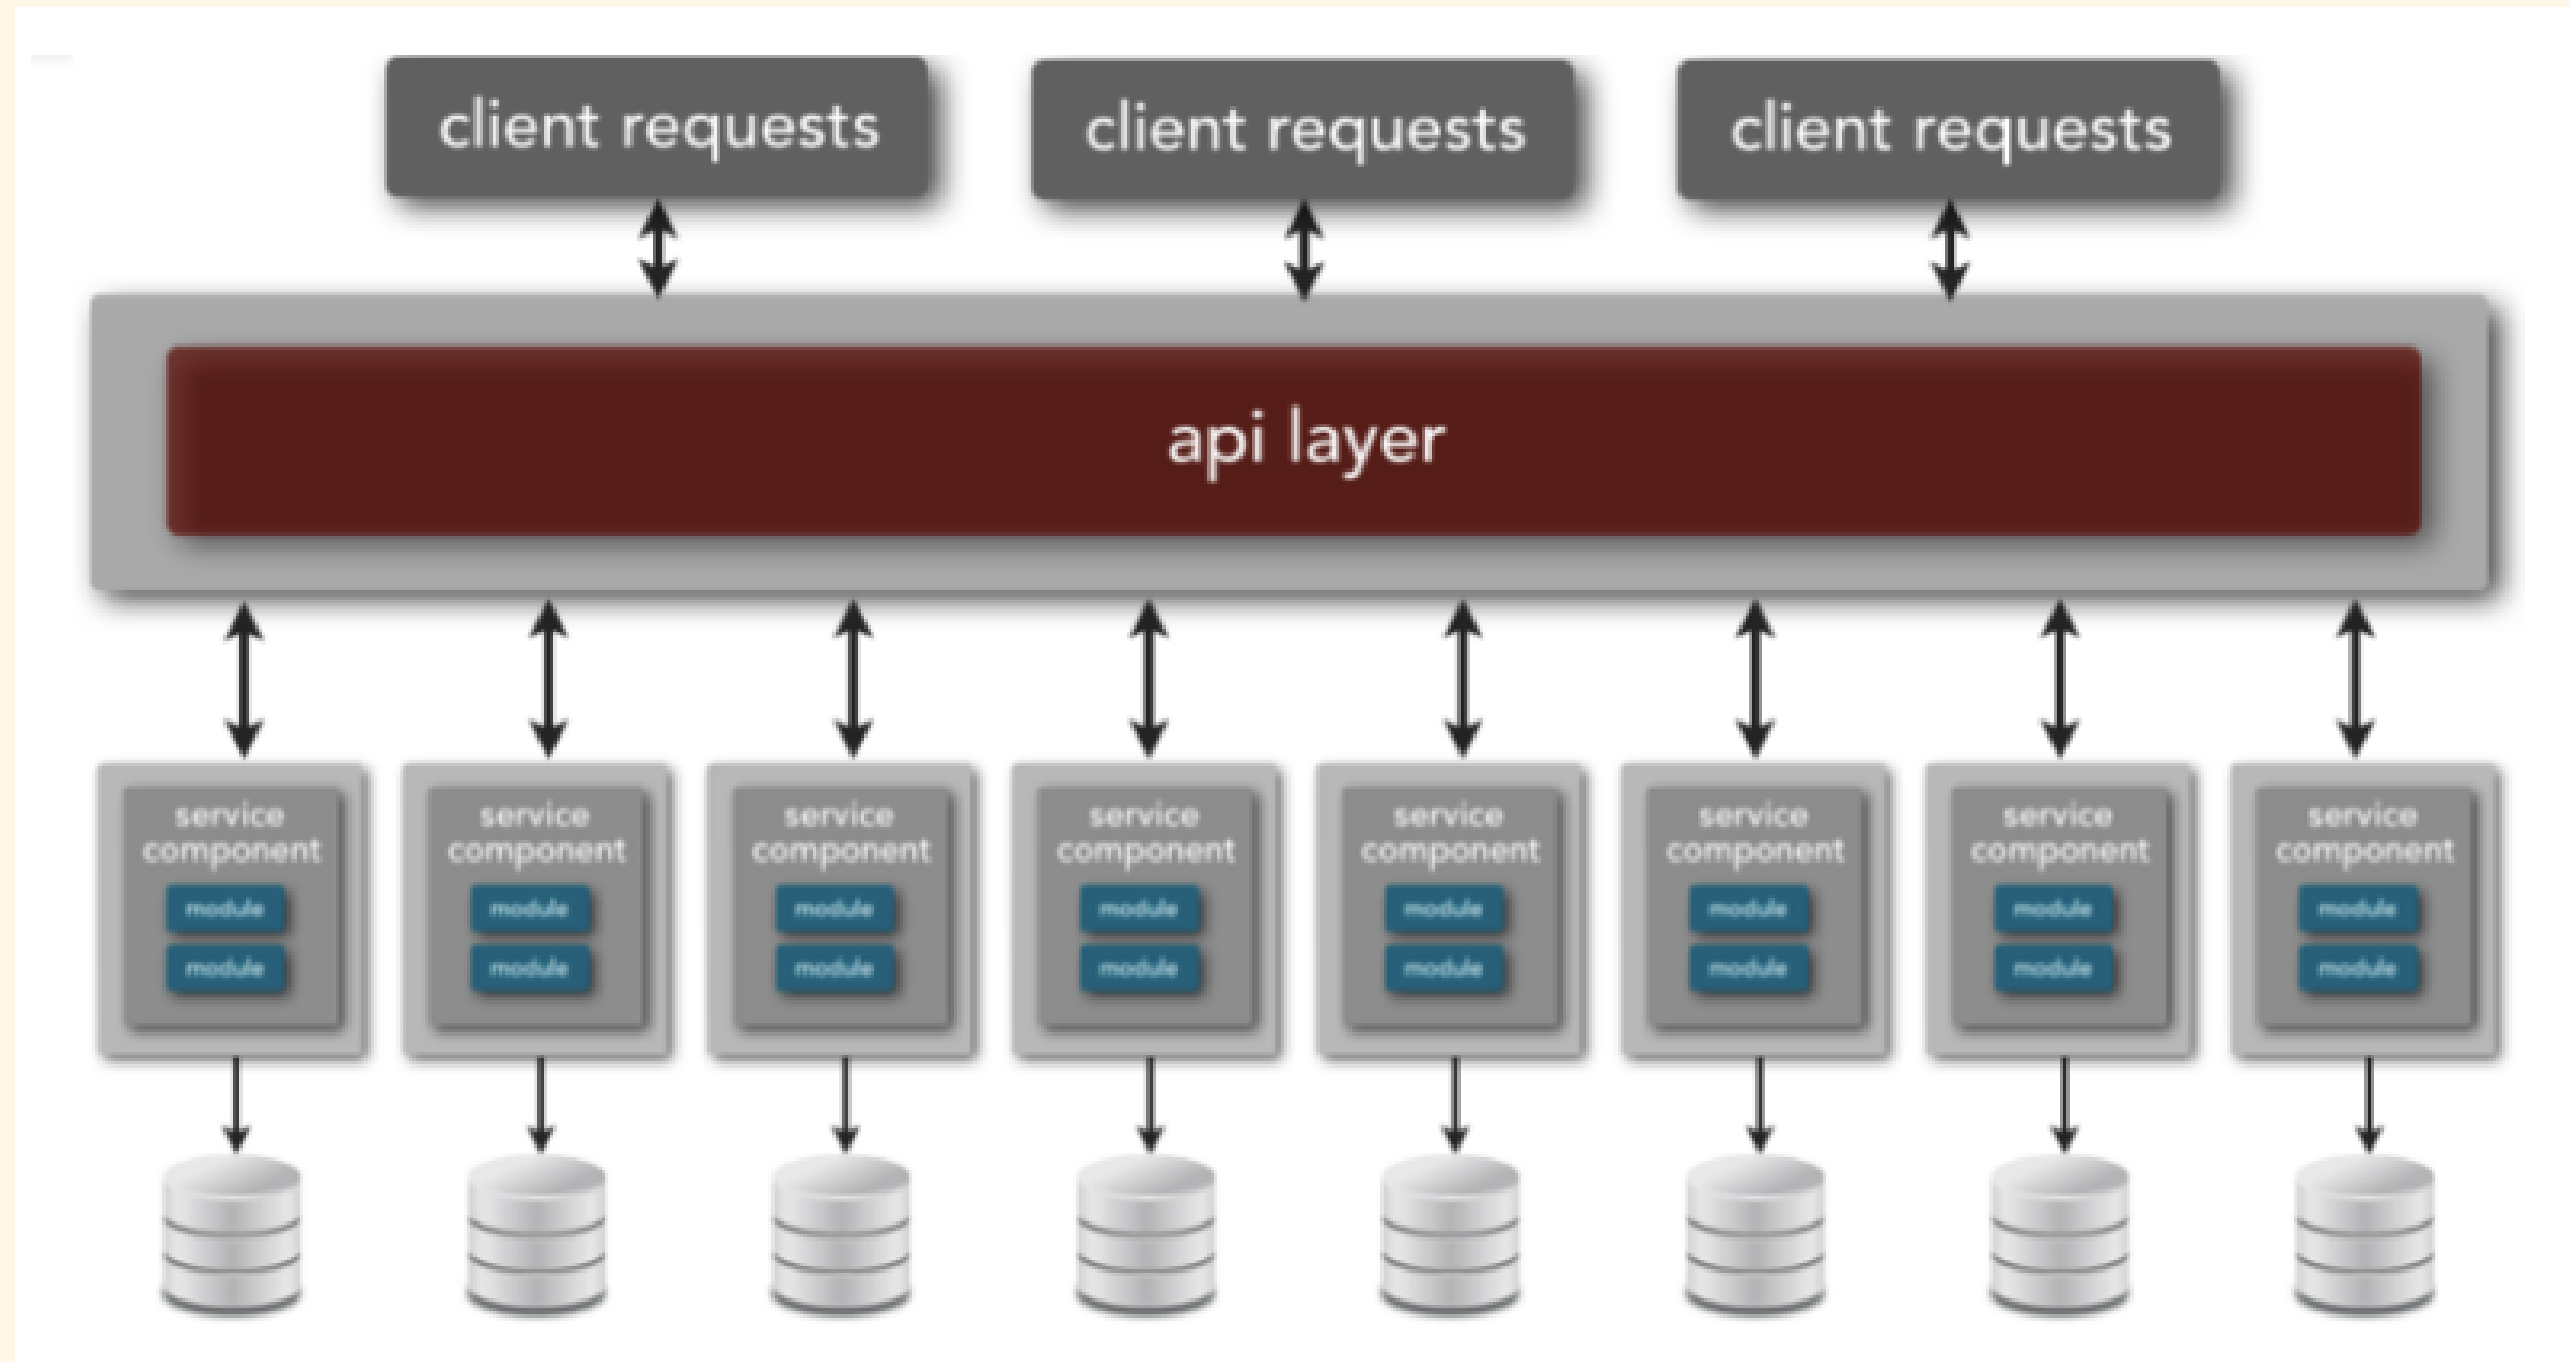 client requests
client requests
client requests
api layer
service
component
module
module
service
component
module
module
service
component
module
module
service
component
module
module
service
component
module
module
service
component
module
module
service
component
module
module
service
component
module
module